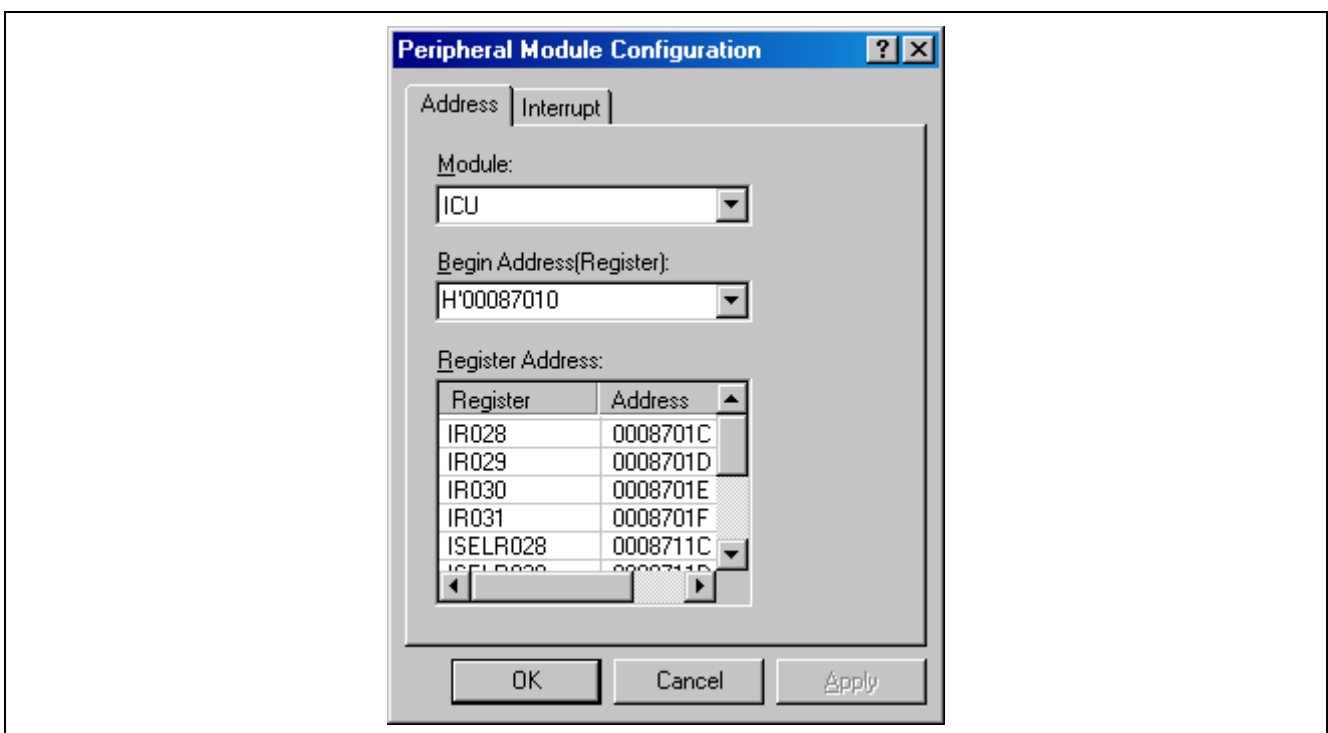 Peripheral Module Configuration
Address Interrupt
Module:
ICU
Begin Address(Register):
H'00087010
Register Address:
Register Address
IR028 0008701C
IR029 0008701D
IR030 0008701E
IR031 0008701F
ISELR028 0008711C
OK Cancel Apply